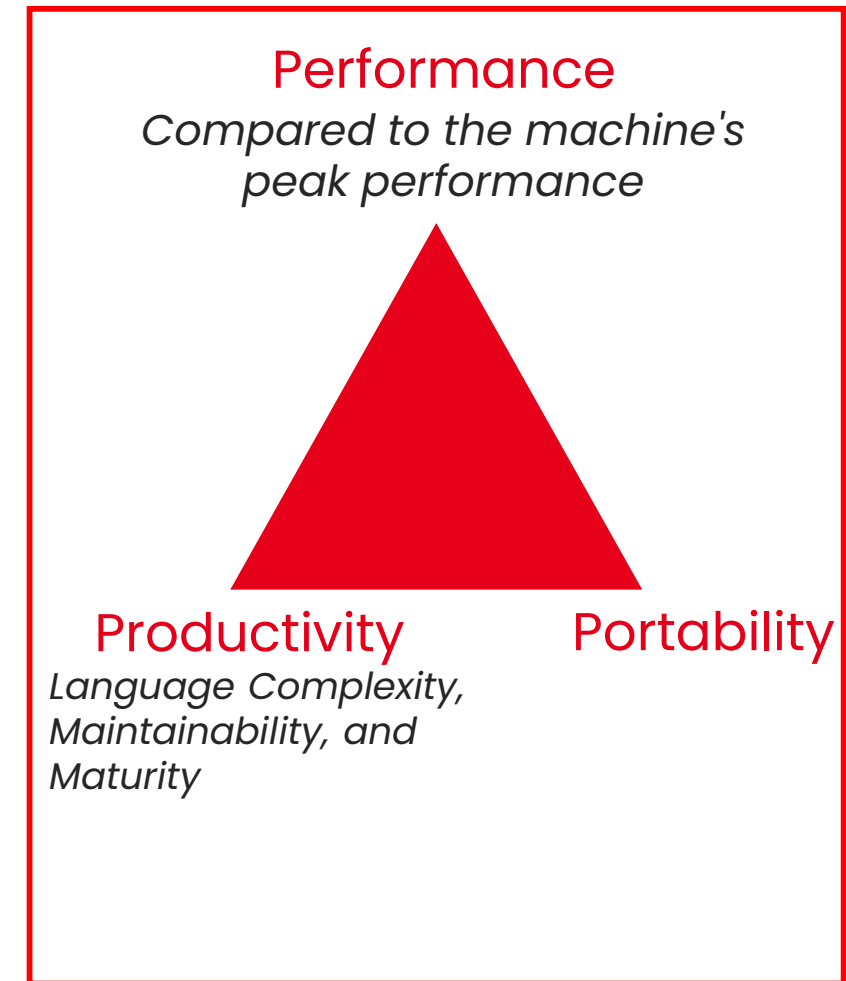 Performance
Compared to the machine's
peak performance
Productivity
Portability
Language Complexity,
Maintainability, and
Maturity